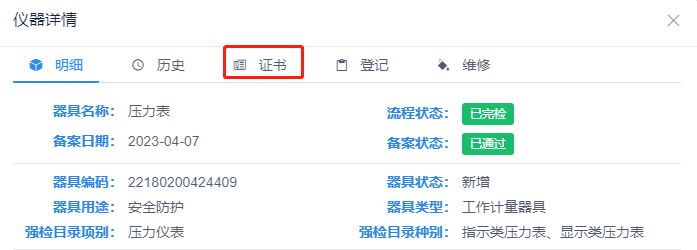 仪器详情
明细 历史 证书 登记 维修
器具名称： 压力表 流程状态： 已完检
备案日期： 2023-04-07 备案状态： 已通过
器具编码： 22180200424409 器具状态： 新增
器具用途： 安全防护 器具类型： 工作计量器具
强检目录项别： 压力仪表 强检目录种别： 指示类压力表、显示类压力表